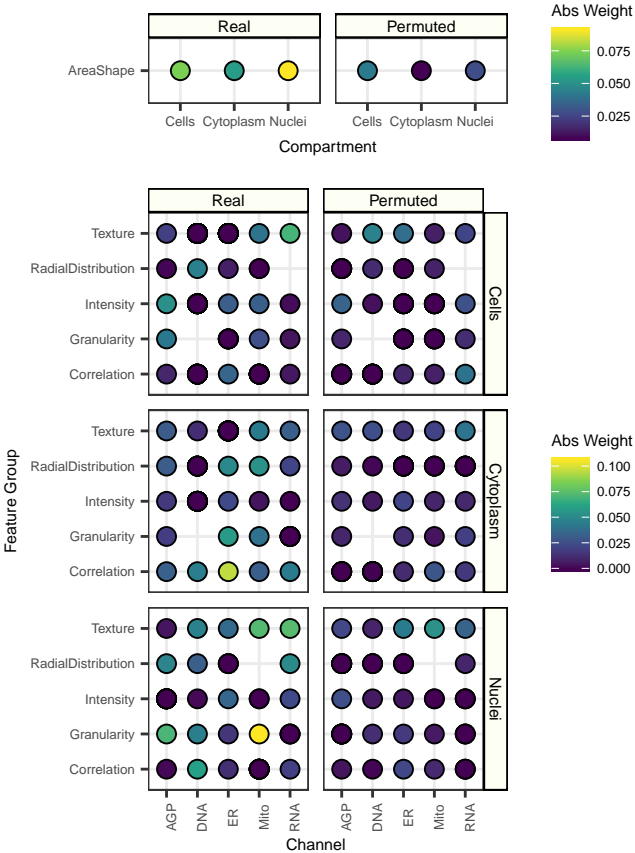 Real
Permuted
Abs Weight
0.075
0.050
0.025
AreaShape
Cells
Cytoplasm
Nuclei
Cells
Cytoplasm
Nuclei
Compartment
Real
Permuted
Feature Group
Texture
RadialDistribution
Intensity
Granularity
Correlation
Cells
Texture
RadialDistribution
Intensity
Granularity
Correlation
Cytoplasm
Abs Weight
0.100
0.075
0.050
0.025
0.000
Texture
RadialDistribution
Intensity
Granularity
Correlation
Nuclei
AGP
DNA
ER
Mito
RNA
AGP
DNA
ER
Mito
RNA
Channel